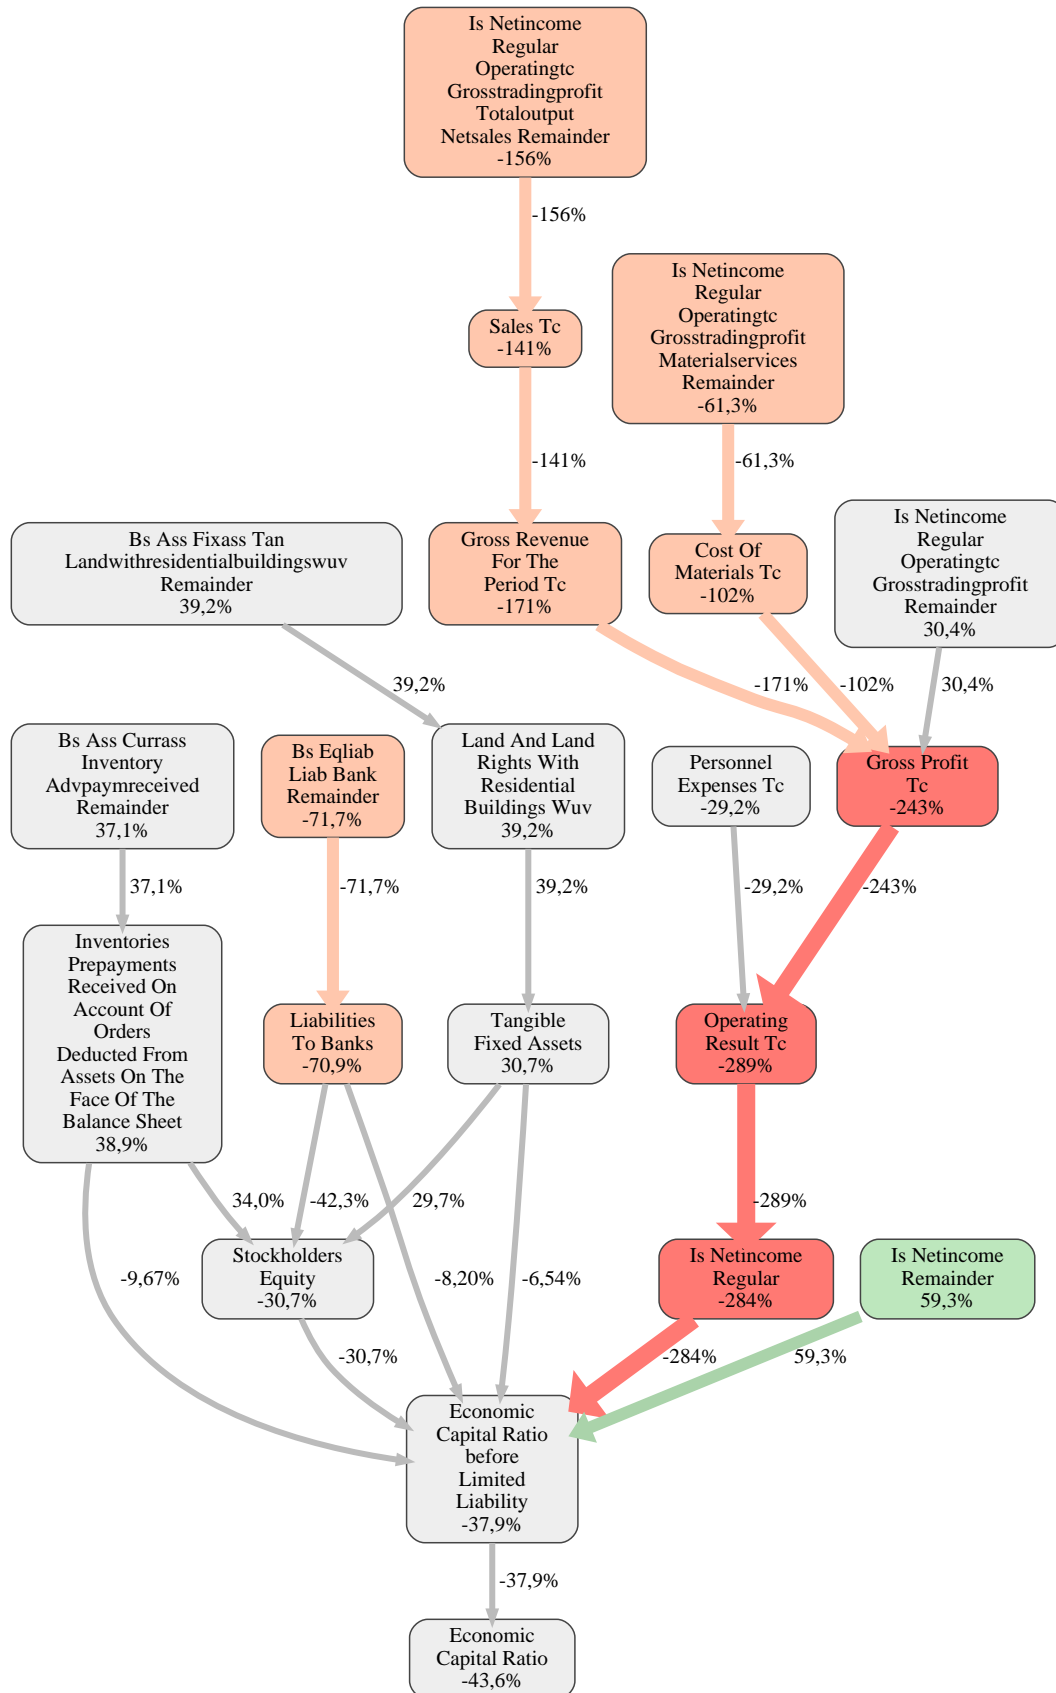 Is Netincome
Regular
Operatingtc
Grosstradingprofit
Totaloutput
Netsales Remainder
-156%
-156%
Is Netincome
Regular
Operatingtc
Grosstradingprofit
Materialservices
Remainder
-61,3%
Sales Tc
-141%
-141%
-61,3%
Bs Ass Fixass Tan
Landwithresidentialbuildingswuv
Remainder
39,2%
Gross Revenue
For The
Period Tc
-171%
Cost Of
Materials Tc
-102%
Is Netincome
Regular
Operatingtc
Grosstradingprofit
Remainder
30,4%
39,2%
-171%
-102%
30,4%
Bs Ass Currass
Inventory
Advpaymreceived
Remainder
37,1%
Bs Eqliab
Liab Bank
Remainder
-71,7%
Land And Land
Rights With
Residential
Buildings Wuv
39,2%
Personnel
Expenses Tc
-29,2%
Gross Profit
Tc
-243%
37,1%
-71,7%
39,2%
-29,2%
-243%
Inventories
Prepayments
Received On
Account Of
Orders
Deducted From
Assets On The
Face Of The
Balance Sheet
38,9%
Liabilities
To Banks
-70,9%
Tangible
Fixed Assets
30,7%
Operating
Result Tc
-289%
34,0%
-42,3%
29,7%
-289%
-9,67%
Stockholders
Equity
-30,7%
-8,20%
-6,54%
Is Netincome
Regular
-284%
Is Netincome
Remainder
59,3%
-30,7%
-284%
59,3%
Economic
Capital Ratio
before
Limited
Liability
-37,9%
-37,9%
Economic
Capital Ratio
-43,6%